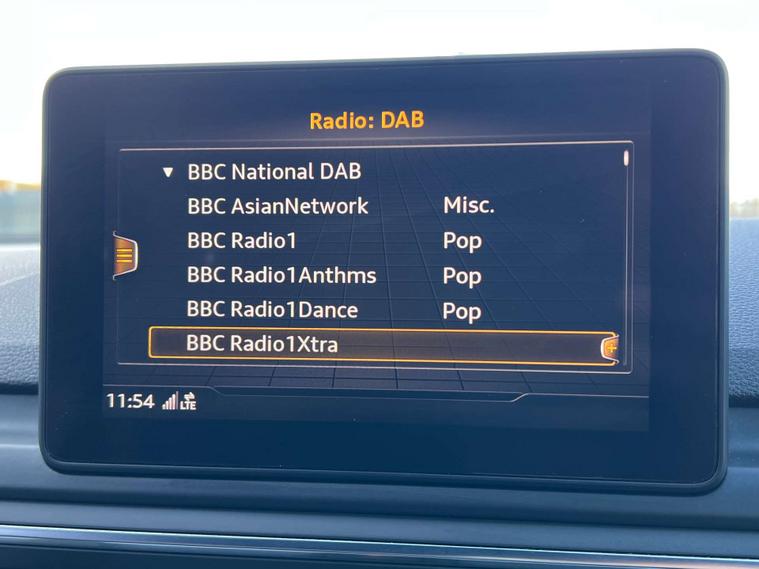 Radio: DAB
BBC National DAB
BBC AsianNetwork Misc.
BBC Radio1 Pop
BBC Radio1Anthms Pop
BBC Radio1Dance Pop
BBC Radio1Xtra
11:54 LTE